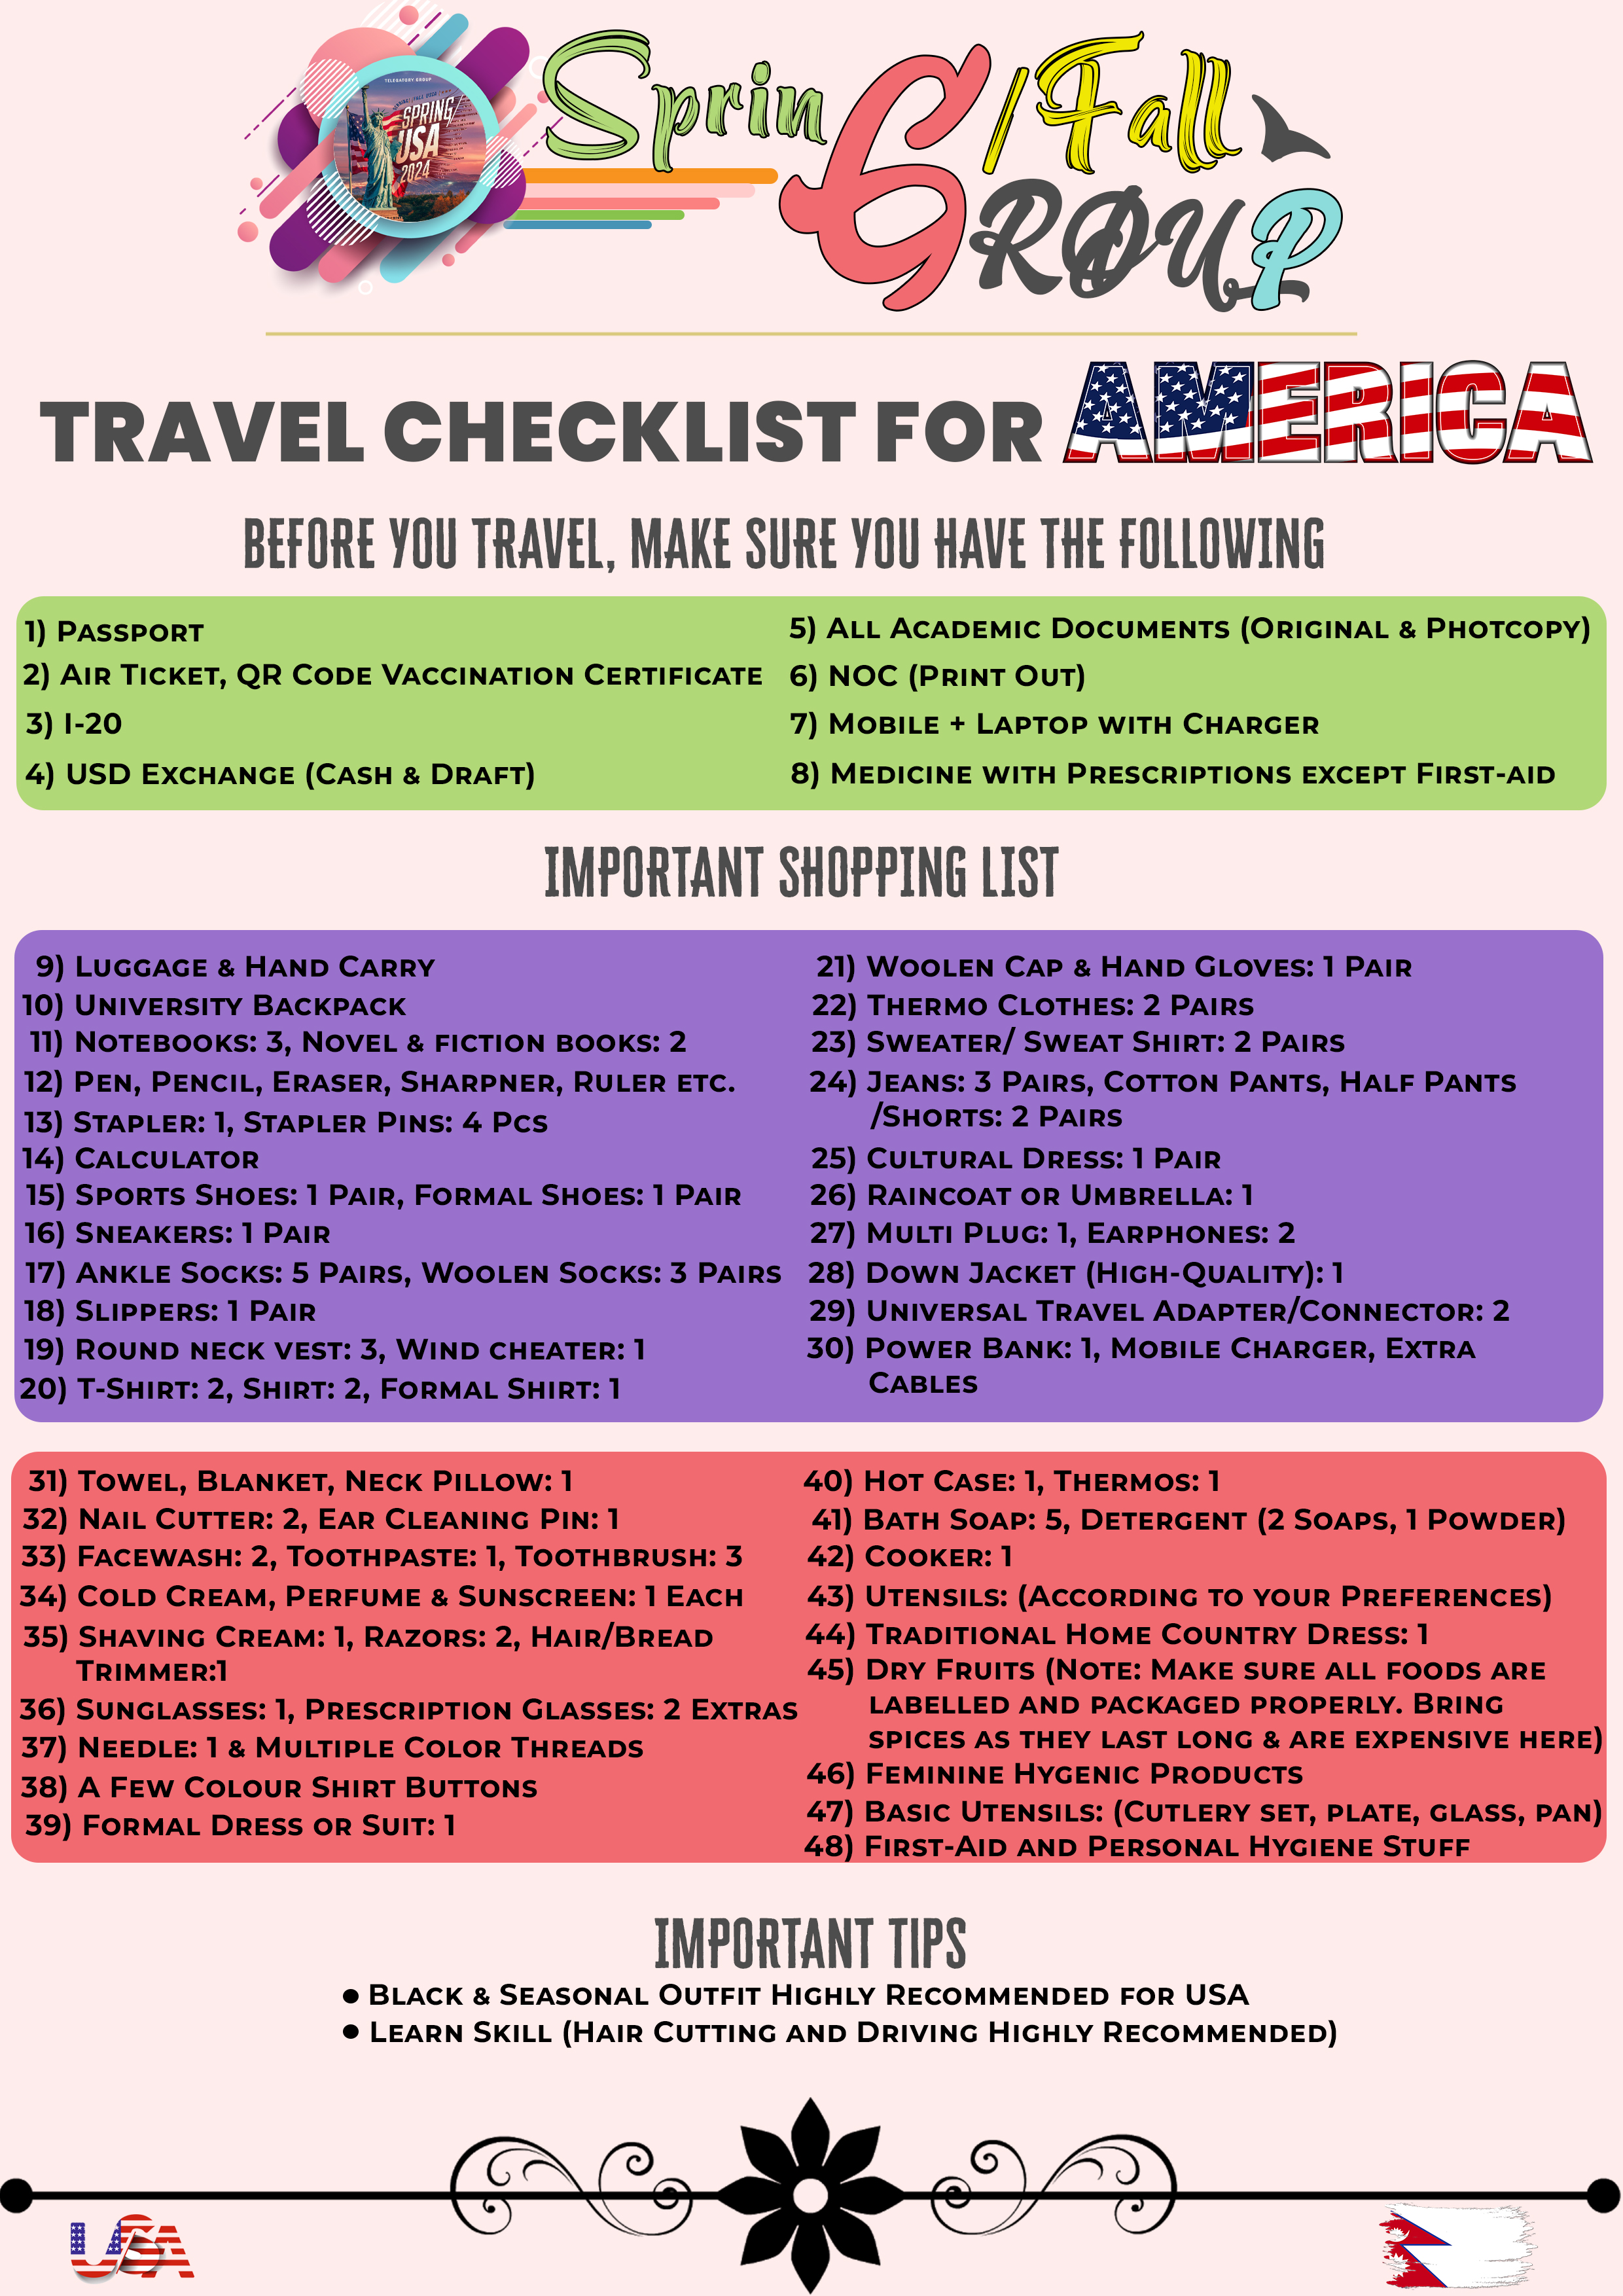 TELEGATORY GROUP
SPRING/
USA
2024
Spring/Fall
GROUP
TRAVEL CHECKLIST FOR AMERICA
BEFORE YOU TRAVEL, MAKE SURE YOU HAVE THE FOLLOWING
1) PASSPORT
2) AIR TICKET, QR CODE VACCINATION CERTIFICATE
3) I-20
4) USD EXCHANGE (CASH & DRAFT)
5) ALL ACADEMIC DOCUMENTS (ORIGINAL & PHOTCOPY)
6) NOC (PRINT OUT)
7) MOBILE + LAPTOP WITH CHARGER
8) MEDICINE WITH PRESCRIPTIONS EXCEPT FIRST-AID
IMPORTANT SHOPPING LIST
9) LUGGAGE & HAND CARRY
10) UNIVERSITY BACKPACK
11) NOTEBOOKS: 3, NOVEL & FICTION BOOKS: 2
12) PEN, PENCIL, ERASER, SHARPNER, RULER ETC.
13) STAPLER: 1, STAPLER PINS: 4 PCS
14) CALCULATOR
15) SPORTS SHOES: 1 PAIR, FORMAL SHOES: 1 PAIR
16) SNEAKERS: 1 PAIR
17) ANKLE SOCKS: 5 PAIRS, WOOLEN SOCKS: 3 PAIRS
18) SLIPPERS: 1 PAIR
19) ROUND NECK VEST: 3, WIND CHEATER: 1
20) T-SHIRT: 2, SHIRT: 2, FORMAL SHIRT: 1
21) WOOLEN CAP & HAND GLOVES: 1 PAIR
22) THERMO CLOTHES: 2 PAIRS
23) SWEATER/ SWEAT SHIRT: 2 PAIRS
24) JEANS: 3 PAIRS, COTTON PANTS, HALF PANTS
/SHORTS: 2 PAIRS
25) CULTURAL DRESS: 1 PAIR
26) RAINCOAT OR UMBRELLA: 1
27) MULTI PLUG: 1, EARPHONES: 2
28) DOWN JACKET (HIGH-QUALITY): 1
29) UNIVERSAL TRAVEL ADAPTER/CONNECTOR: 2
30) POWER BANK: 1, MOBILE CHARGER, EXTRA
CABLES
31) TOWEL, BLANKET, NECK PILLOW: 1
32) NAIL CUTTER: 2, EAR CLEANING PIN: 1
33) FACEWASH: 2, TOOTHPASTE: 1, TOOTHBRUSH: 3
34) COLD CREAM, PERFUME & SUNSCREEN: 1 EACH
35) SHAVING CREAM: 1, RAZORS: 2, HAIR/BREAD
TRIMMER:1
36) SUNGLASSES: 1, PRESCRIPTION GLASSES: 2 EXTRAS
37) NEEDLE: 1 & MULTIPLE COLOR THREADS
38) A FEW COLOUR SHIRT BUTTONS
39) FORMAL DRESS OR SUIT: 1
40) HOT CASE: 1, THERMOS: 1
41) BATH SOAP: 5, DETERGENT (2 SOAPS, 1 POWDER)
42) COOKER: 1
43) UTENSILS: (ACCORDING TO YOUR PREFERENCES)
44) TRADITIONAL HOME COUNTRY DRESS: 1
45) DRY FRUITS (NOTE: MAKE SURE ALL FOODS ARE
LABELLED AND PACKAGED PROPERLY. BRING
SPICES AS THEY LAST LONG & ARE EXPENSIVE HERE)
46) FEMININE HYGENIC PRODUCTS
47) BASIC UTENSILS: (CUTLERY SET, PLATE, GLASS, PAN)
48) FIRST-AID AND PERSONAL HYGIENE STUFF
IMPORTANT TIPS
● BLACK & SEASONAL OUTFIT HIGHLY RECOMMENDED FOR USA
● LEARN SKILL (HAIR CUTTING AND DRIVING HIGHLY RECOMMENDED)
USA